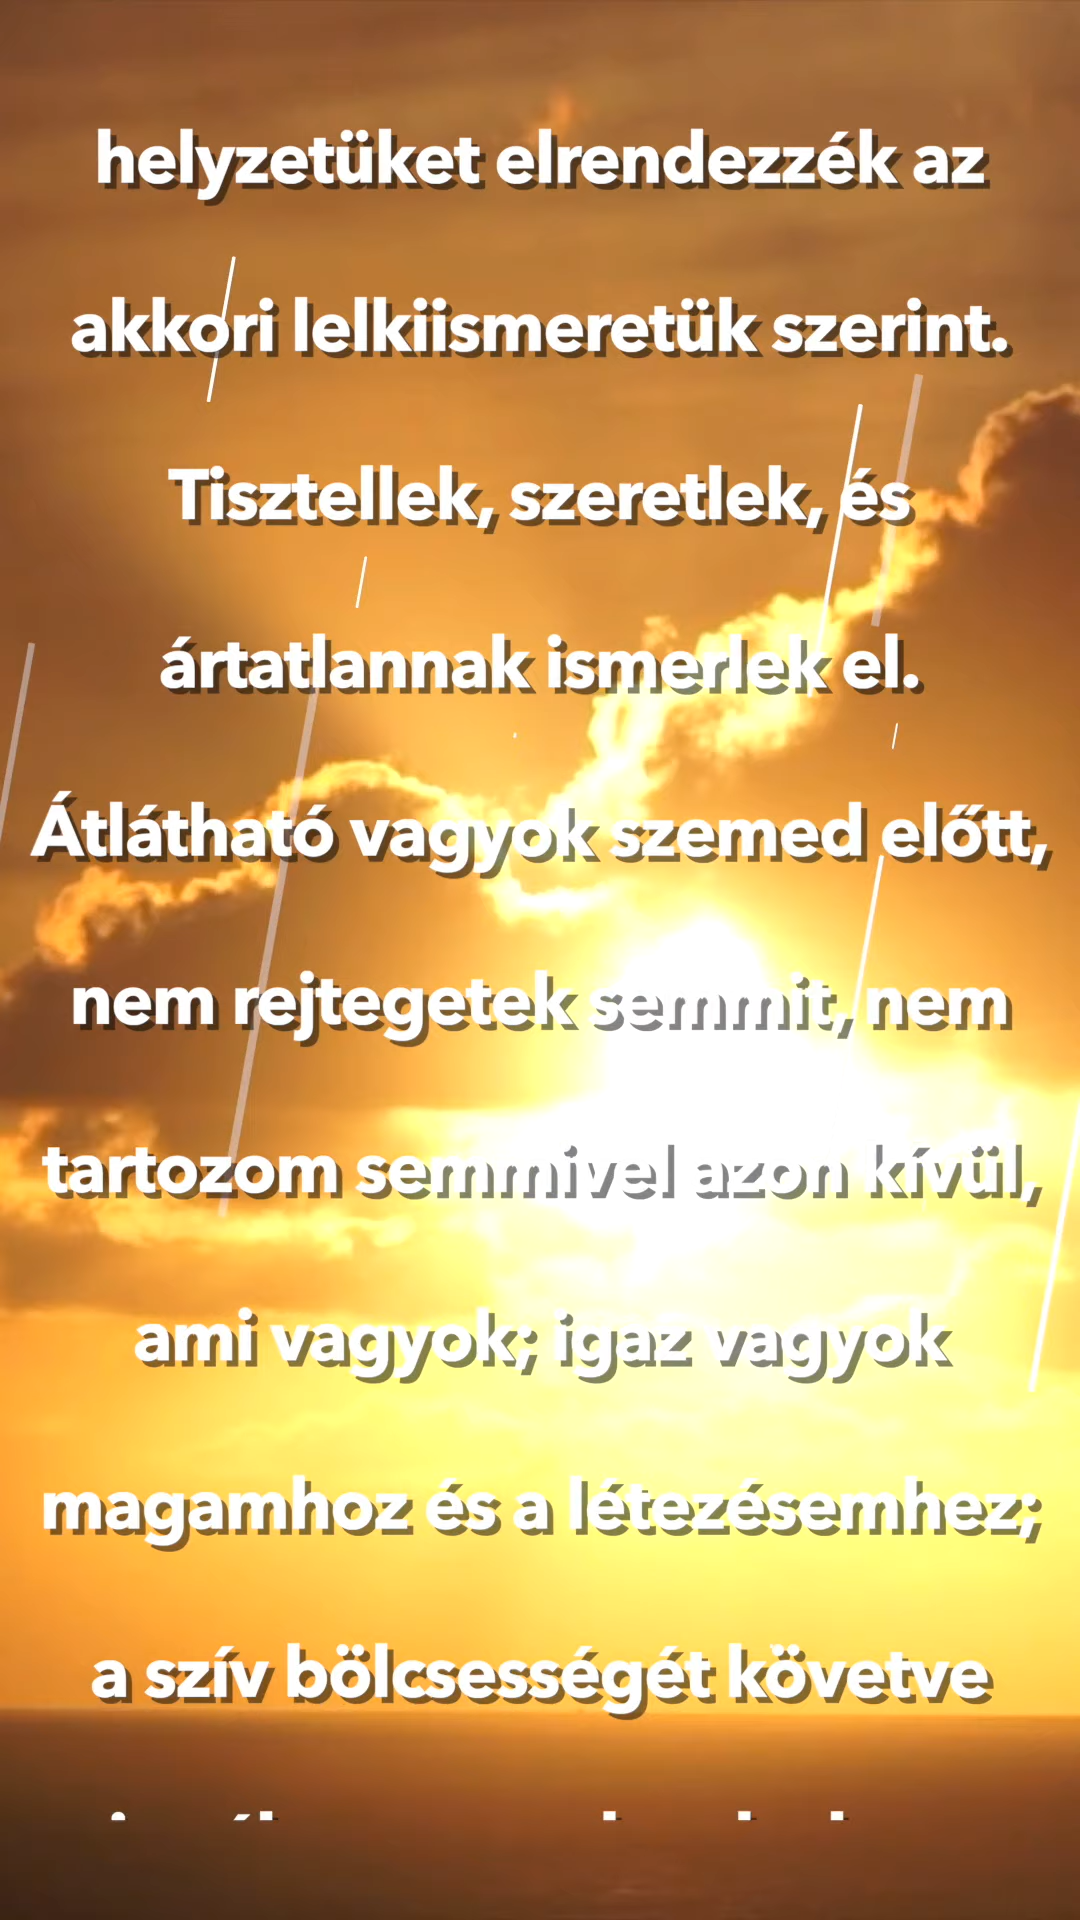 helyzetüket elrendezzék az
akkori lelkiismeretük szerint.
Tisztellek, szeretlek, és
ártatlannak ismerlek el.
Átlátható vagyok szemed előtt,
nem rejtegetek semmit, nem
tartozom semmivel azon kívül,
ami vagyok; igaz vagyok
magamhoz és a létezésemhez;
a szív bölcsességét követve